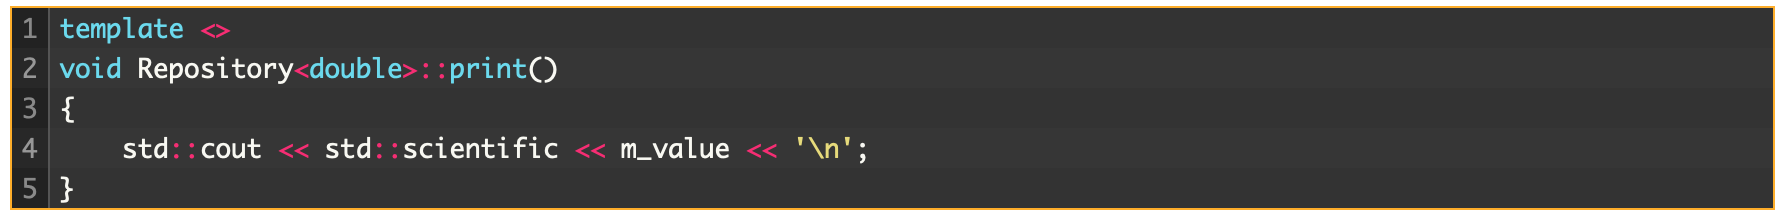 1 template <>
2 void Repository<double>::print()
3 {
4     std::cout << std::scientific << m_value << '\n';
5 }